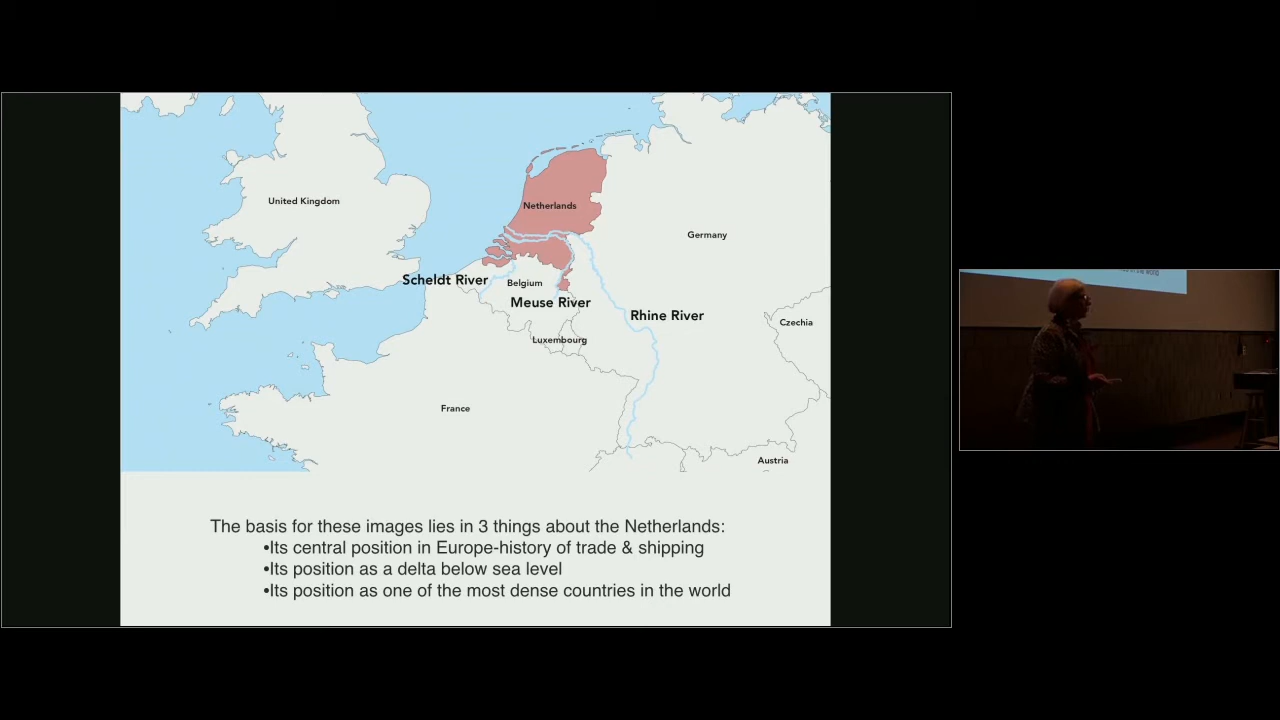 United Kingdom
Netherlands
Germany
Scheldt River
Belgium
Meuse River
Rhine River
Czechia
Luxembourg
France
Austria
The basis for these images lies in 3 things about the Netherlands:
•Its central position in Europe-history of trade & shipping
•Its position as a delta below sea level
•Its position as one of the most dense countries in the world